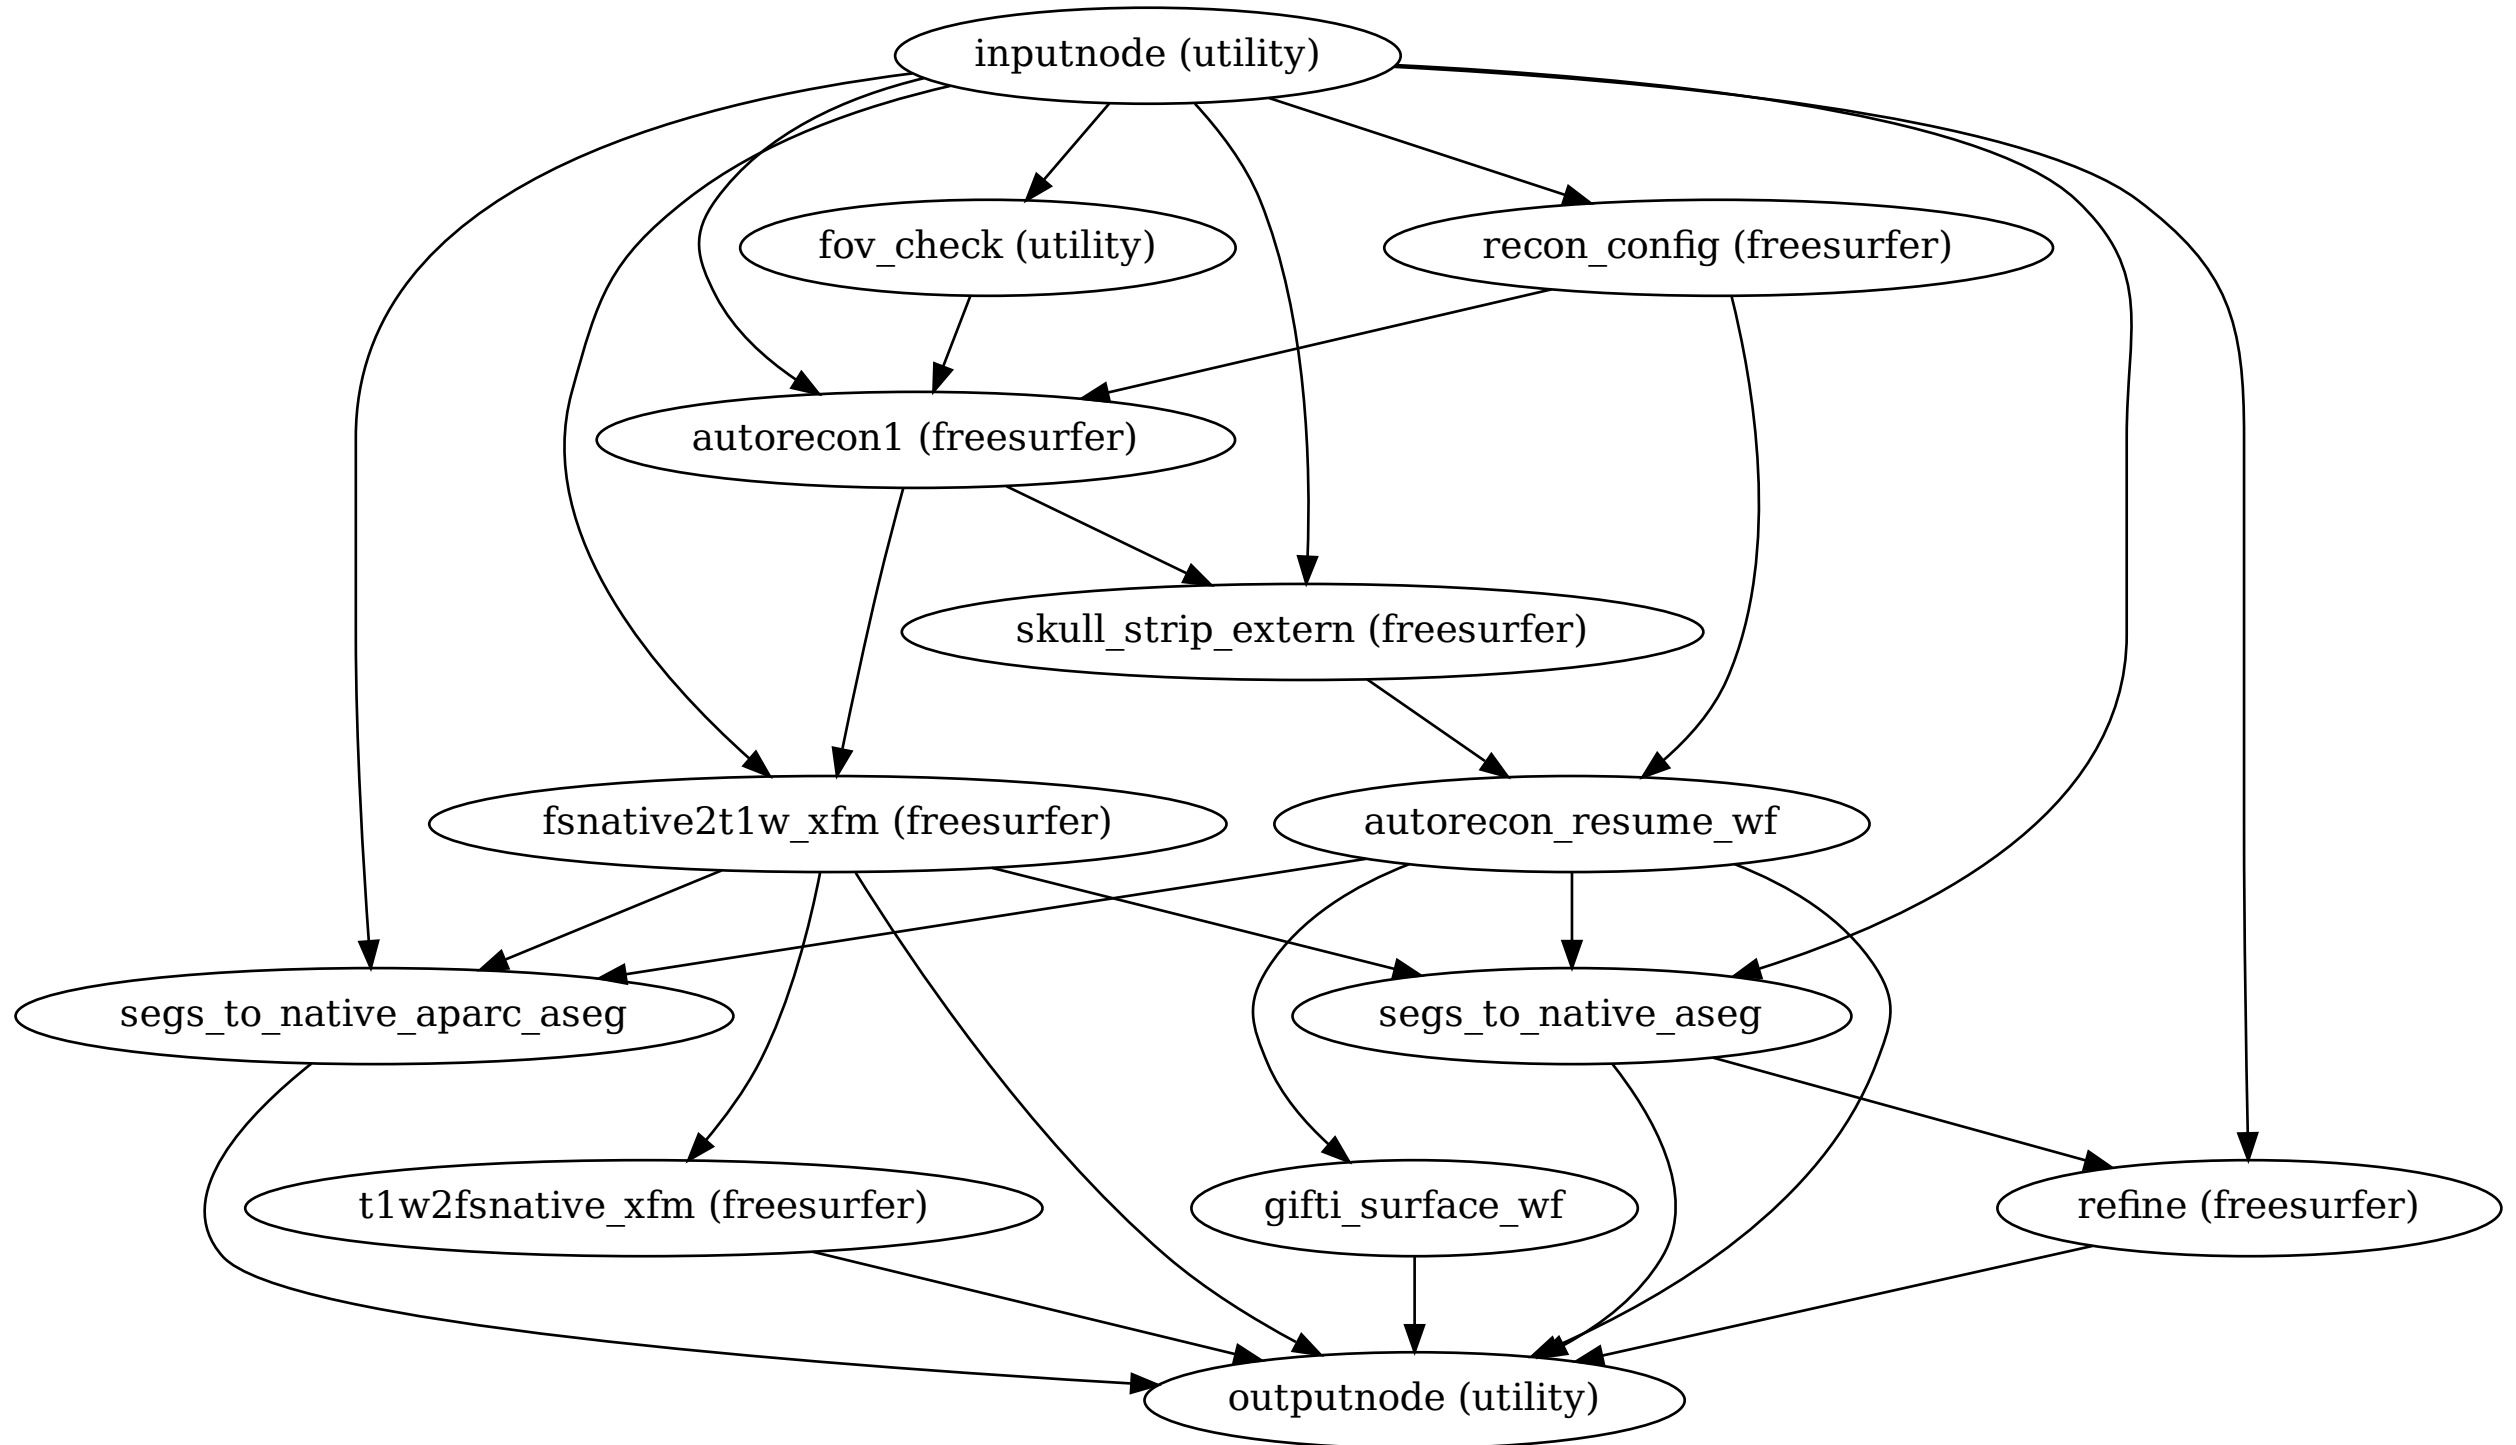 inputnode (utility)
fov_check (utility)
recon_config (freesurfer)
autorecon1 (freesurfer)
skull_strip_extern (freesurfer)
fsnative2t1w_xfm (freesurfer)
autorecon_resume_wf
segs_to_native_aparc_aseg
segs_to_native_aseg
t1w2fsnative_xfm (freesurfer)
gifti_surface_wf
refine (freesurfer)
outputnode (utility)